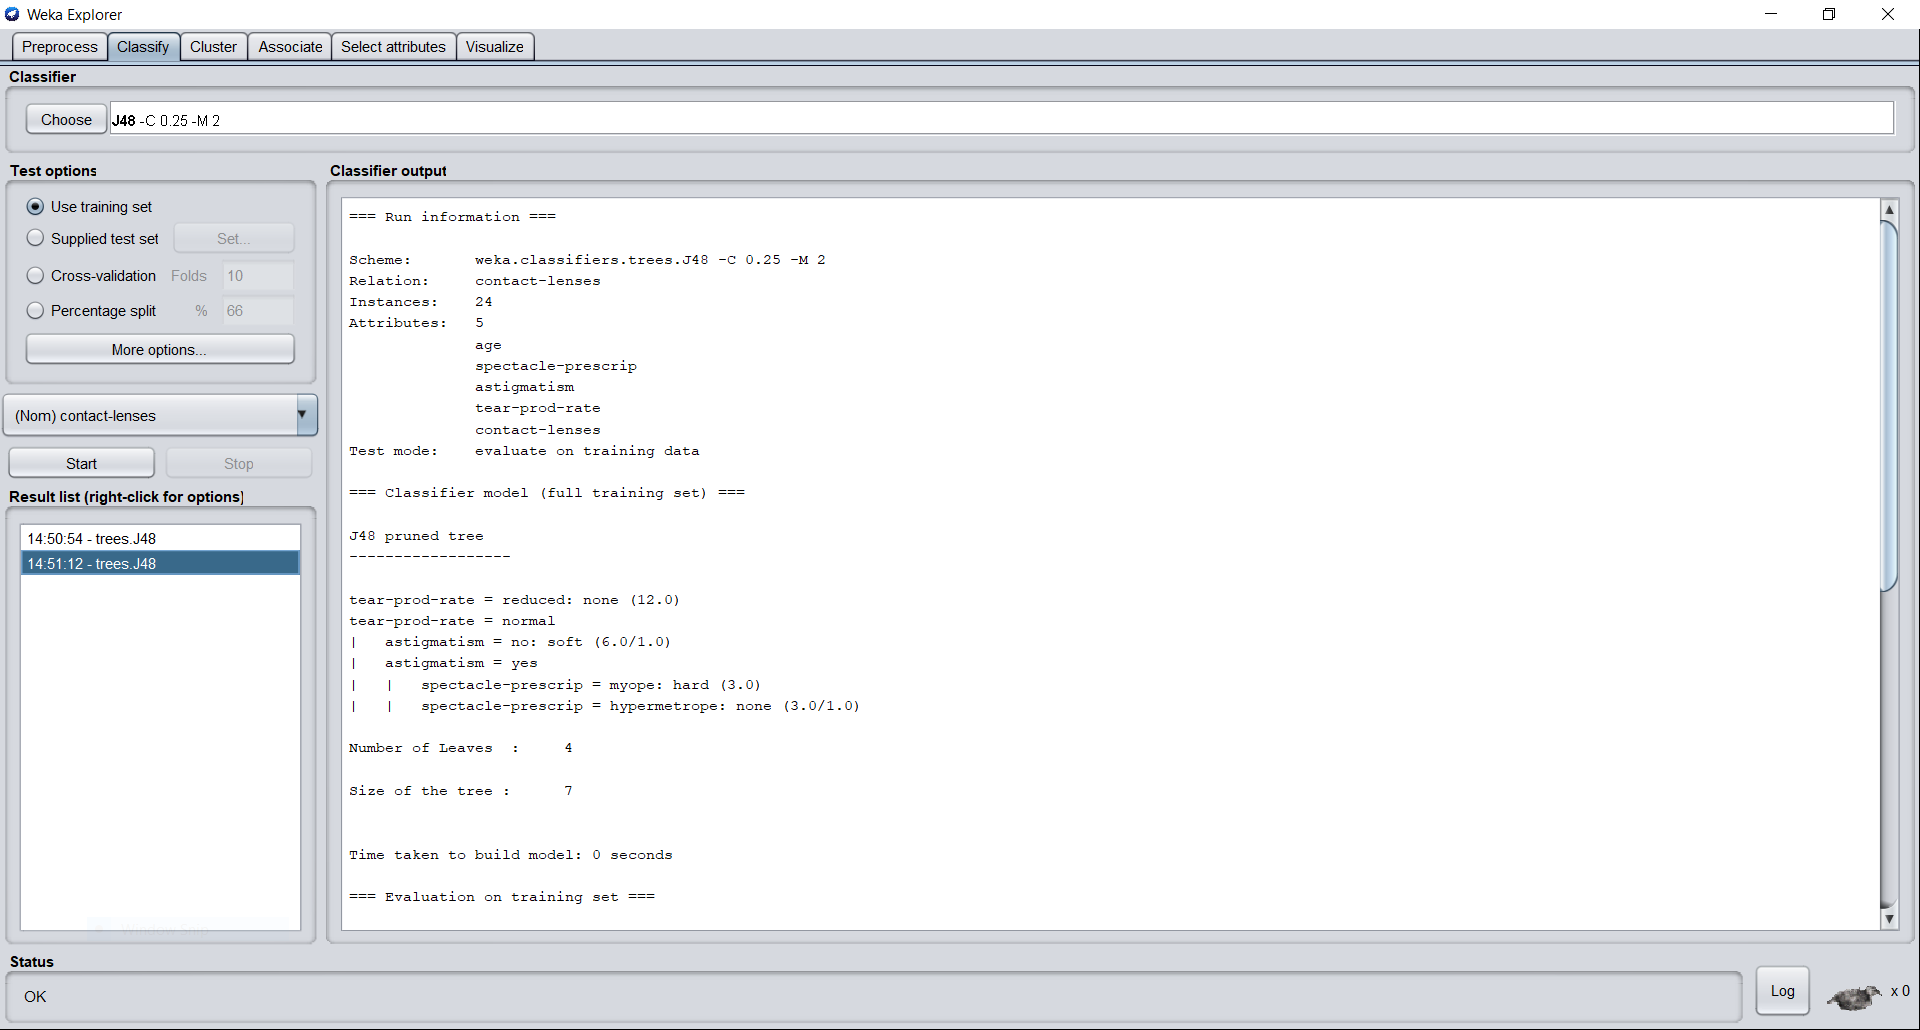 Weka Explorer
Preprocess Classify Cluster Associate Select attributes Visualize
Classifier
Choose J48 -C 0.25 -M 2
Test options
Use training set
Supplied test set Set...
Cross-validation Folds 10
Percentage split % 66
More options...
(Nom) contact-lenses
Start Stop
Result list (right-click for options)
14:50:54 - trees.J48
14:51:12 - trees.J48
Classifier output
=== Run information ===
Scheme: weka.classifiers.trees.J48 -C 0.25 -M 2
Relation: contact-lenses
Instances: 24
Attributes: 5
age
spectacle-prescrip
astigmatism
tear-prod-rate
contact-lenses
Test mode: evaluate on training data
=== Classifier model (full training set) ===
J48 pruned tree
------------------
tear-prod-rate = reduced: none (12.0)
tear-prod-rate = normal
| astigmatism = no: soft (6.0/1.0)
| astigmatism = yes
| | spectacle-prescrip = myope: hard (3.0)
| | spectacle-prescrip = hypermetrope: none (3.0/1.0)
Number of Leaves : 4
Size of the tree : 7
Time taken to build model: 0 seconds
=== Evaluation on training set ===
Status
OK
Log x 0